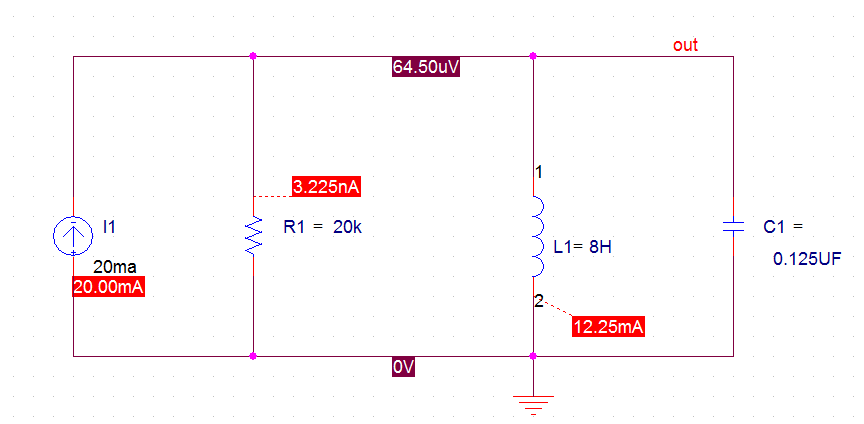 out
64.50uV
1
3.225nA
I1
R1 = 20k
C1 =
L1= 8H
0.125UF
20ma
20.00mA
2
12.25mA
0V